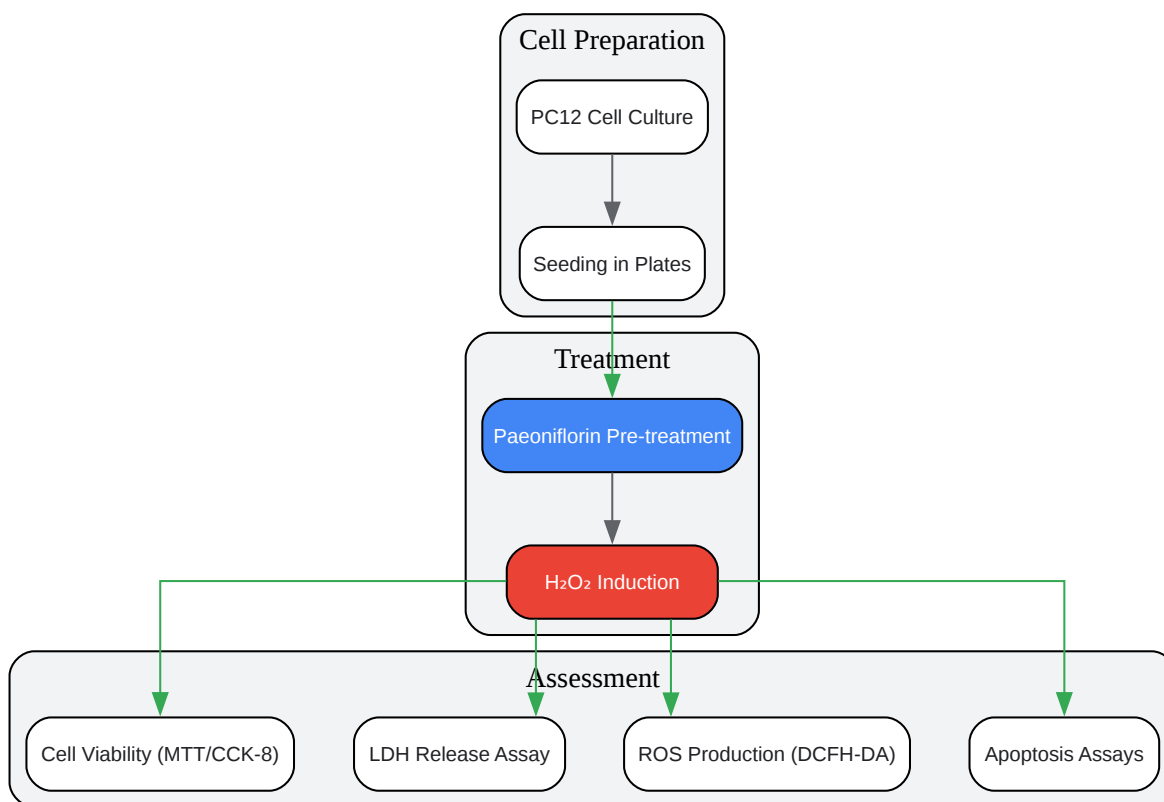 Cell Preparation
PC12 Cell Culture
Seeding in Plates
Treatment
Paeoniflorin Pre-treatment
H₂O₂ Induction
Assessment
Cell Viability (MTT/CCK-8)
LDH Release Assay
ROS Production (DCFH-DA)
Apoptosis Assays